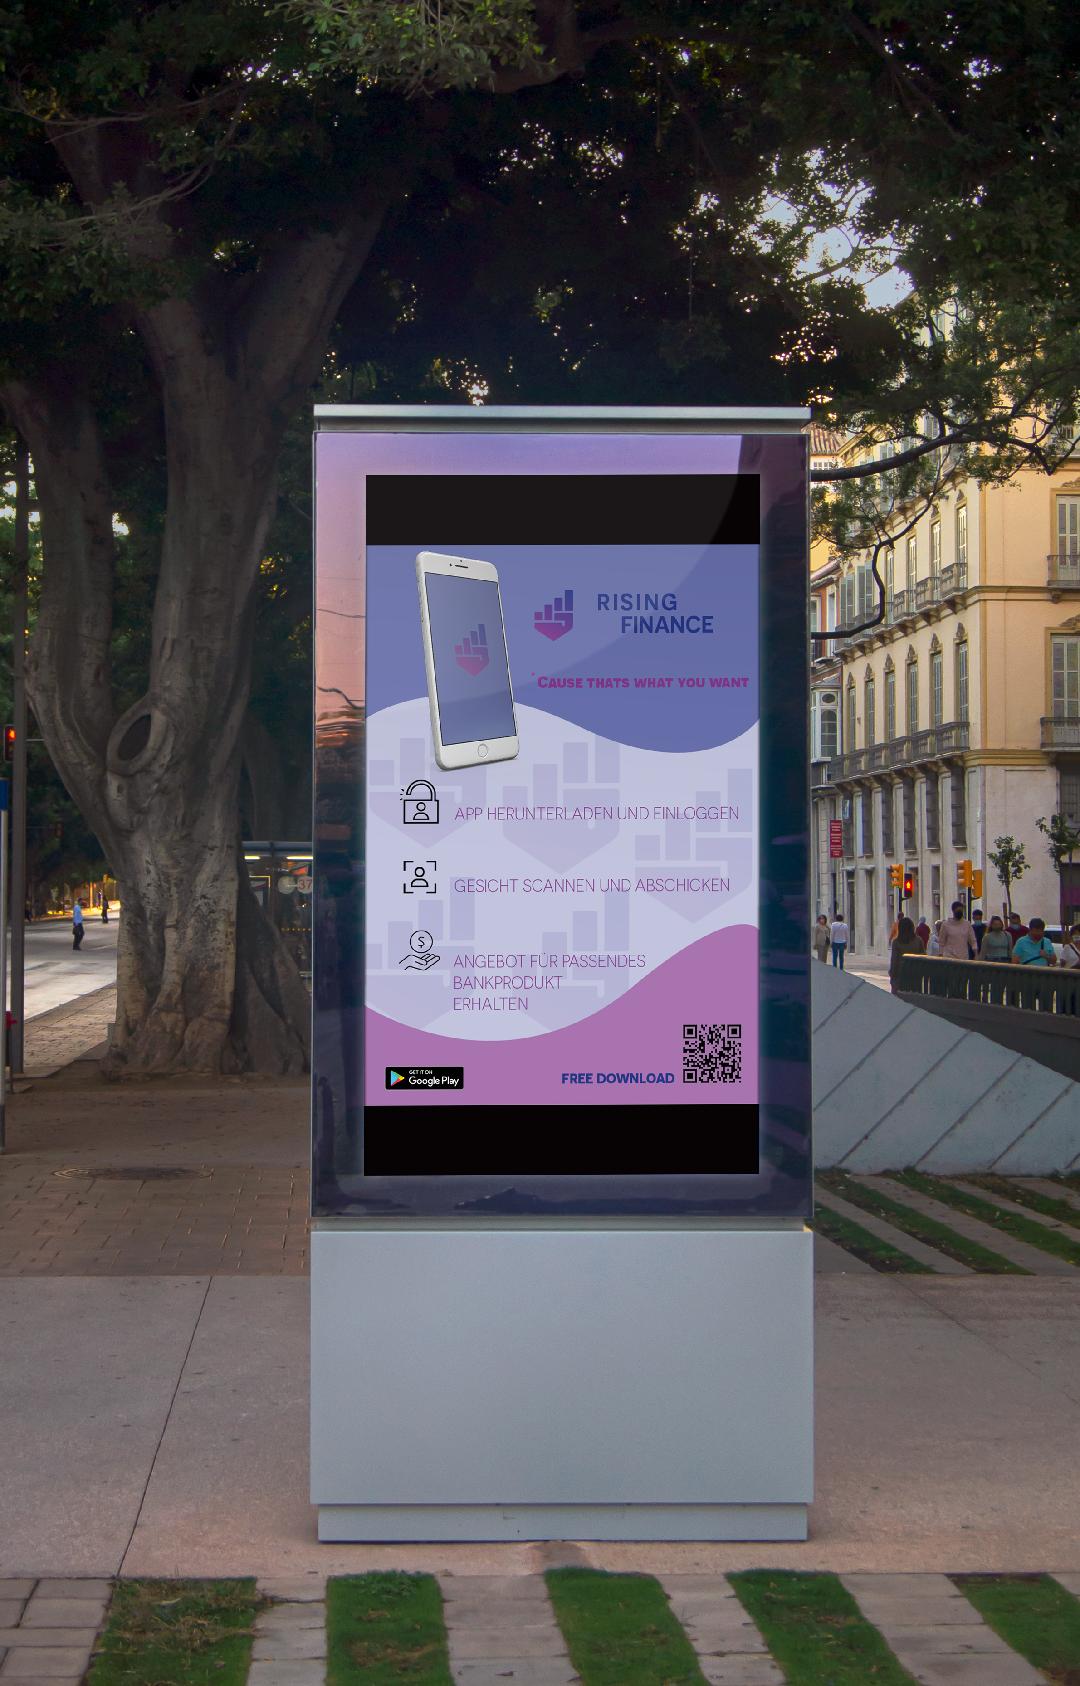 RISING
FINANCE
'CAUSE THATS WHAT YOU WANT
APP HERUNTERLADEN UND EINLOGGEN
GESICHT SCANNEN UND ABSCHICKEN
ANGEBOT FÜR PASSENDES
BANKPRODUKT
ERHALTEN
GET IT ON
Google Play
FREE DOWNLOAD
37